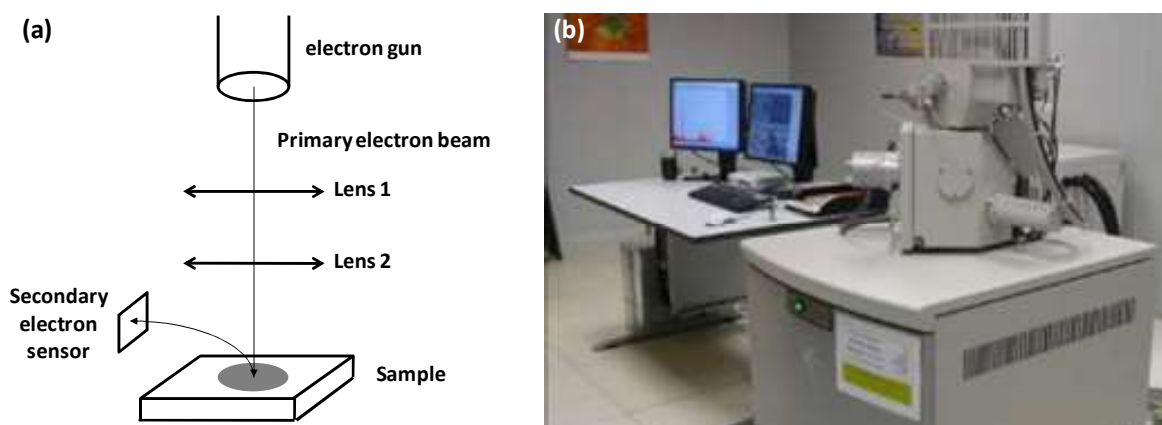 (a)
electron gun
Primary electron beam
Lens 1
Lens 2
Secondary
electron
sensor
Sample
(b)